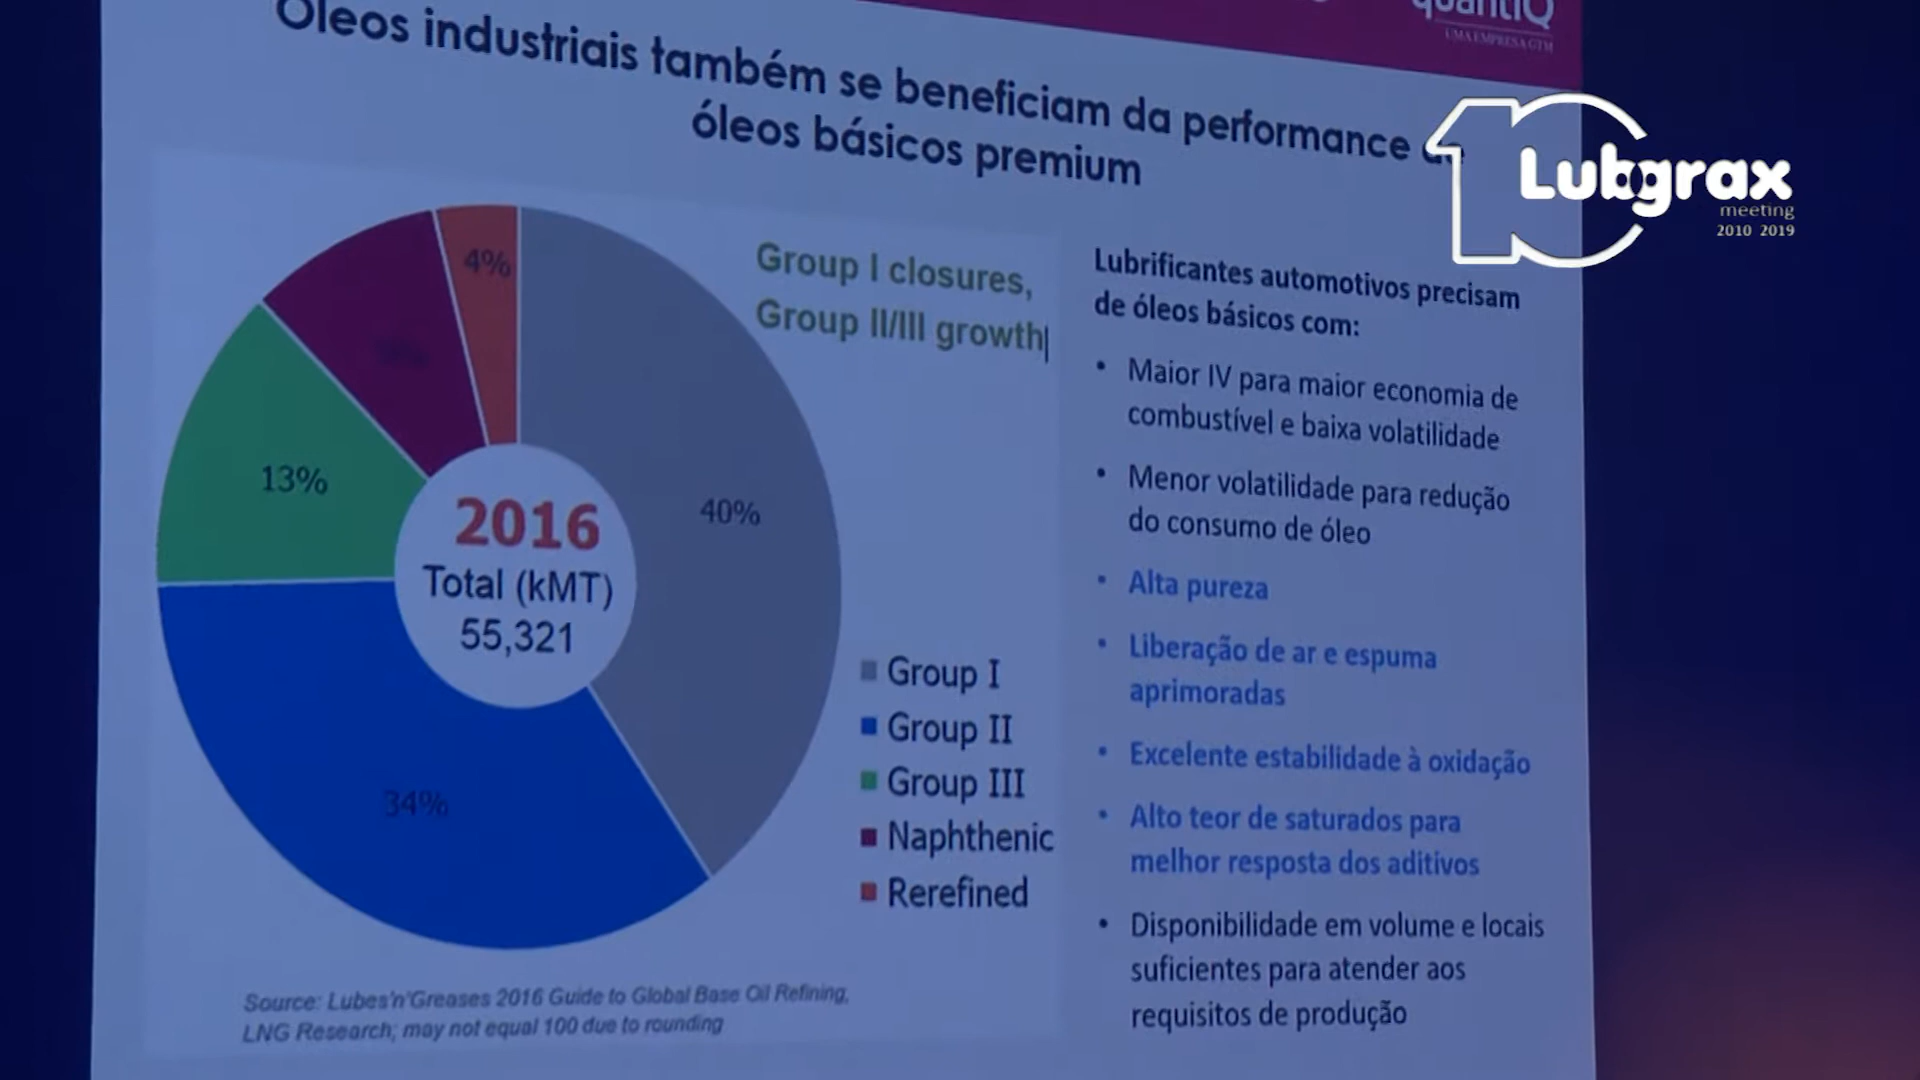 quantiQ
UMA EMPRESA GTM
Óleos industriais também se beneficiam da performance
óleos básicos premium
Lubgrax
meeting
2010 2019
4%
13%
40%
34%
2016
Total (kMT)
55,321
Group I closures,
Group II/III growth
Group I
Group II
Group III
Naphthenic
Rerefined
Source: Lubes'n'Greases 2016 Guide to Global Base Oil Refining,
LNG Research; may not equal 100 due to rounding
Lubrificantes automotivos precisam
de óleos básicos com:
• Maior IV para maior economia de
combustível e baixa volatilidade
• Menor volatilidade para redução
do consumo de óleo
• Alta pureza
• Liberação de ar e espuma
aprimoradas
• Excelente estabilidade à oxidação
• Alto teor de saturados para
melhor resposta dos aditivos
• Disponibilidade em volume e locais
suficientes para atender aos
requisitos de produção